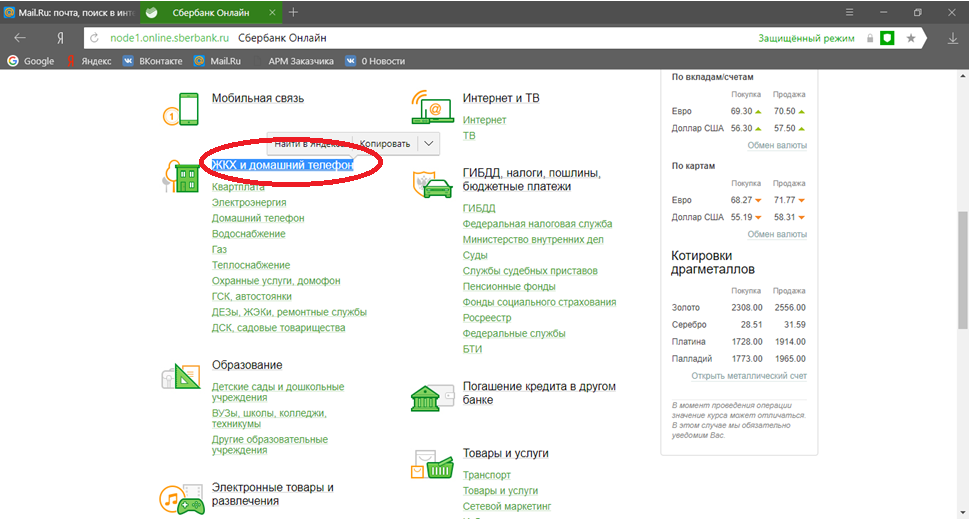 Mail.Ru: почта, поиск в инте
Сбербанк Онлайн
node1.online.sberbank.ru Сбербанк Онлайн
Защищённый режим
Google
Яндекс
ВКонтакте
Mail.Ru
АРМ Заказчика
0 Новости
Мобильная связь
Найти в Яндексе
Копировать
ЖКХ и домашний телефон
Квартплата
Электроэнергия
Домашний телефон
Водоснабжение
Газ
Теплоснабжение
Охранные услуги, домофон
ГСК, автостоянки
ДЕЗы, ЖЭКи, ремонтные службы
ДСК, садовые товарищества
Образование
Детские сады и дошкольные
учреждения
ВУЗы, школы, колледжи,
техникумы
Другие образовательные
учреждения
Электронные товары и
развлечения
Интернет и ТВ
Интернет
ТВ
ГИБДД, налоги, пошлины,
бюджетные платежи
ГИБДД
Федеральная налоговая служба
Министерство внутренних дел
Суды
Службы судебных приставов
Пенсионные фонды
Фонды социального страхования
Росреестр
Федеральные службы
БТИ
Погашение кредита в другом
банке
Товары и услуги
Транспорт
Товары и услуги
Сетевой маркетинг
По вкладам/счетам
Покупка Продажа
Евро 69.30 70.50
Доллар США 56.30 57.50
Обмен валюты
По картам
Покупка Продажа
Евро 68.27 71.77
Доллар США 55.19 58.31
Обмен валюты
Котировки
драгметаллов
Покупка Продажа
Золото 2308.00 2556.00
Серебро 28.51 31.59
Платина 1728.00 1914.00
Палладий 1773.00 1965.00
Открыть металлический счет
В момент проведения операции
значение курса может отличаться.
В этом случае мы обязательно
уведомим Вас.